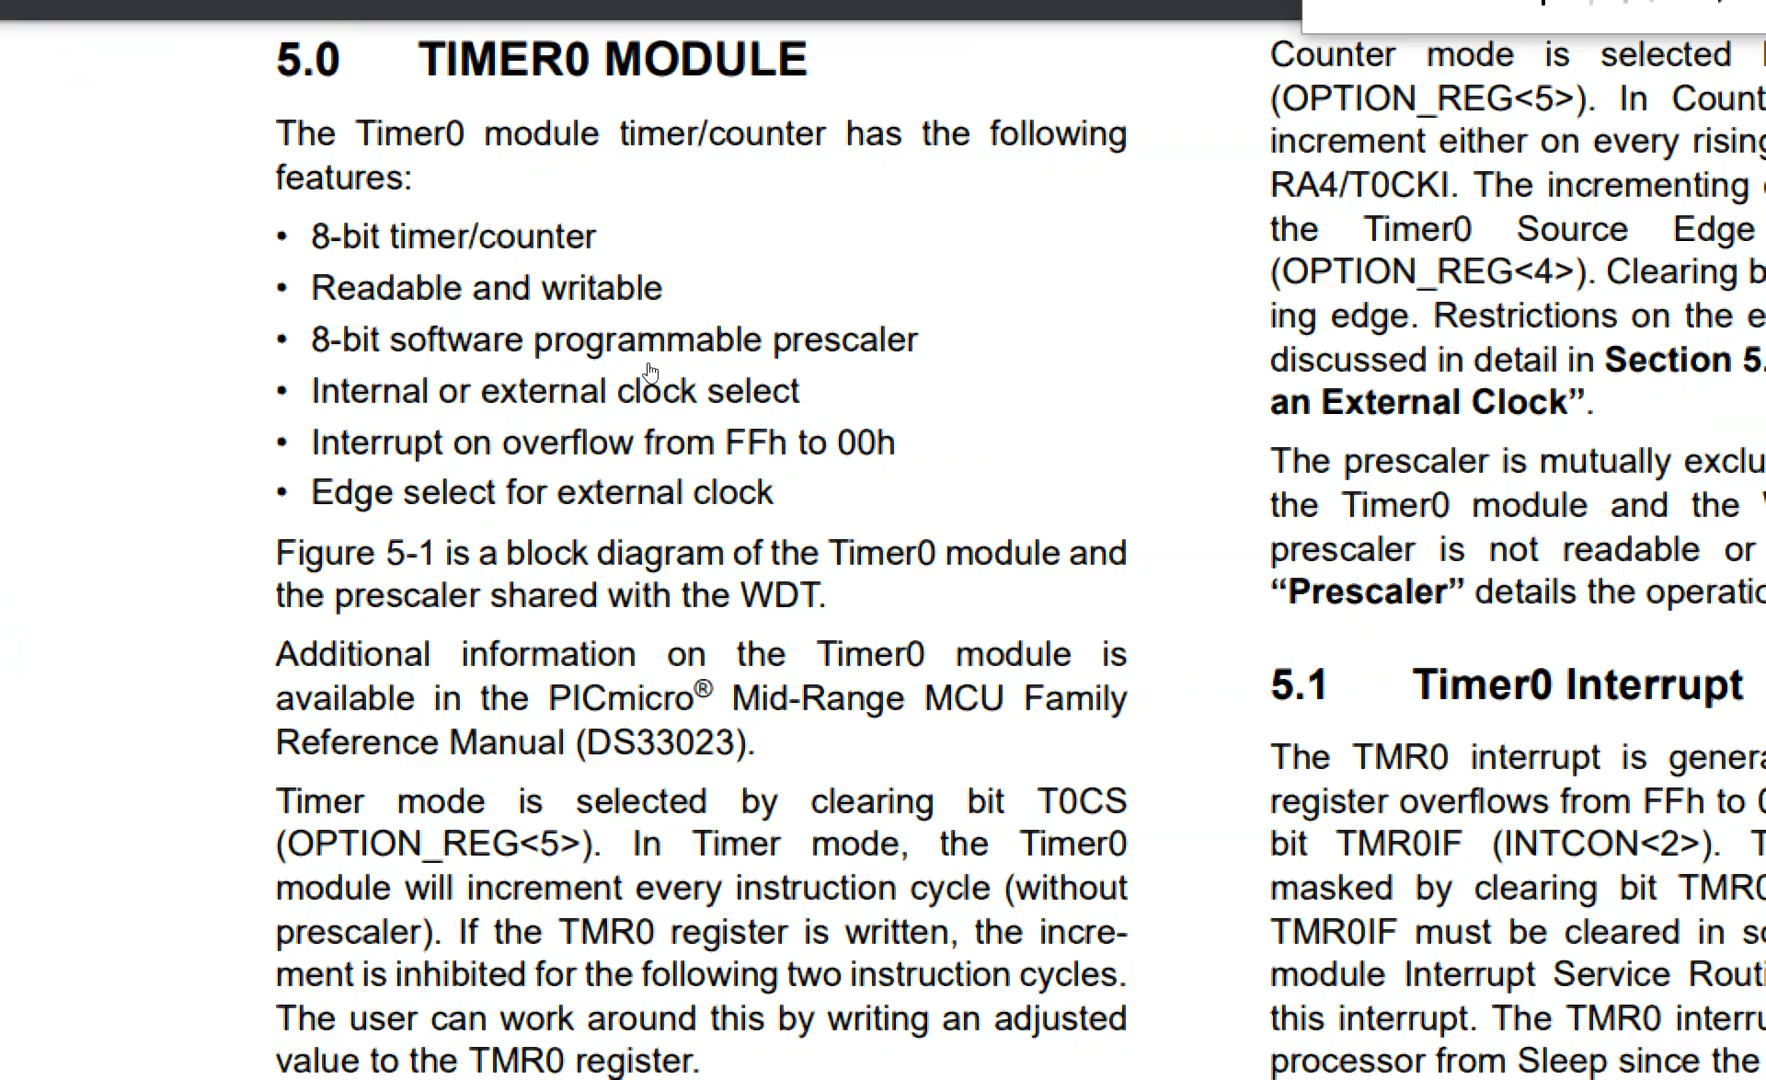 5.0 TIMER0 MODULE
The Timer0 module timer/counter has the following
features:
• 8-bit timer/counter
• Readable and writable
• 8-bit software programmable prescaler
• Internal or external clock select
• Interrupt on overflow from FFh to 00h
• Edge select for external clock
Figure 5-1 is a block diagram of the Timer0 module and
the prescaler shared with the WDT.
Additional information on the Timer0 module is
available in the PICmicro® Mid-Range MCU Family
Reference Manual (DS33023).
Timer mode is selected by clearing bit T0CS
(OPTION_REG<5>). In Timer mode, the Timer0
module will increment every instruction cycle (without
prescaler). If the TMR0 register is written, the incre-
ment is inhibited for the following two instruction cycles.
The user can work around this by writing an adjusted
value to the TMR0 register.
Counter mode is selected
(OPTION_REG<5>). In Count
increment either on every rising
RA4/T0CKI. The incrementing
the Timer0 Source Edge
(OPTION_REG<4>). Clearing b
ing edge. Restrictions on the e
discussed in detail in Section 5.
an External Clock”.
The prescaler is mutually exclu
the Timer0 module and the
prescaler is not readable or
“Prescaler” details the operatio
5.1 Timer0 Interrupt
The TMR0 interrupt is genera
register overflows from FFh to 0
bit TMR0IF (INTCON<2>). T
masked by clearing bit TMR0
TMR0IF must be cleared in so
module Interrupt Service Routi
this interrupt. The TMR0 interru
processor from Sleep since the